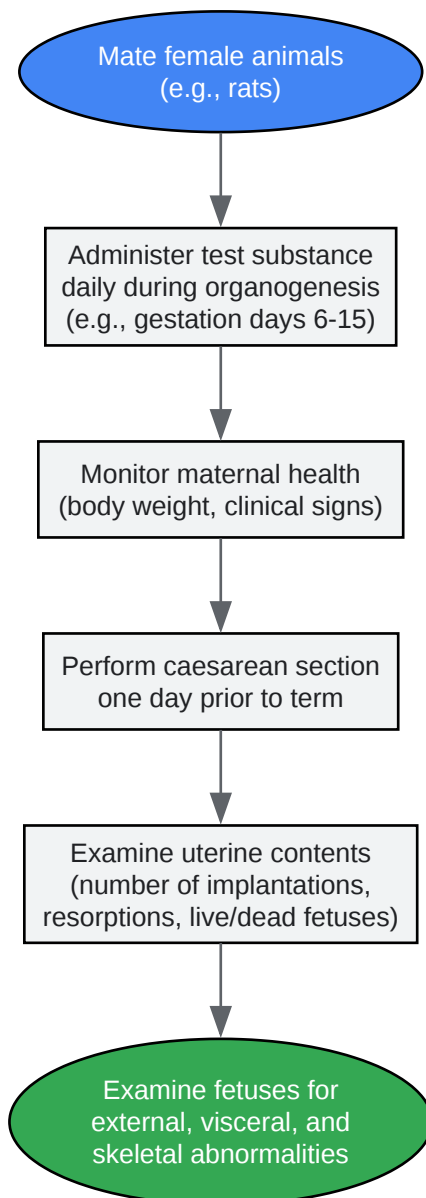 Mate female animals
(e.g., rats)
Administer test substance
daily during organogenesis
(e.g., gestation days 6-15)
Monitor maternal health
(body weight, clinical signs)
Perform caesarean section
one day prior to term
Examine uterine contents
(number of implantations,
resorptions, live/dead fetuses)
Examine fetuses for
external, visceral, and
skeletal abnormalities